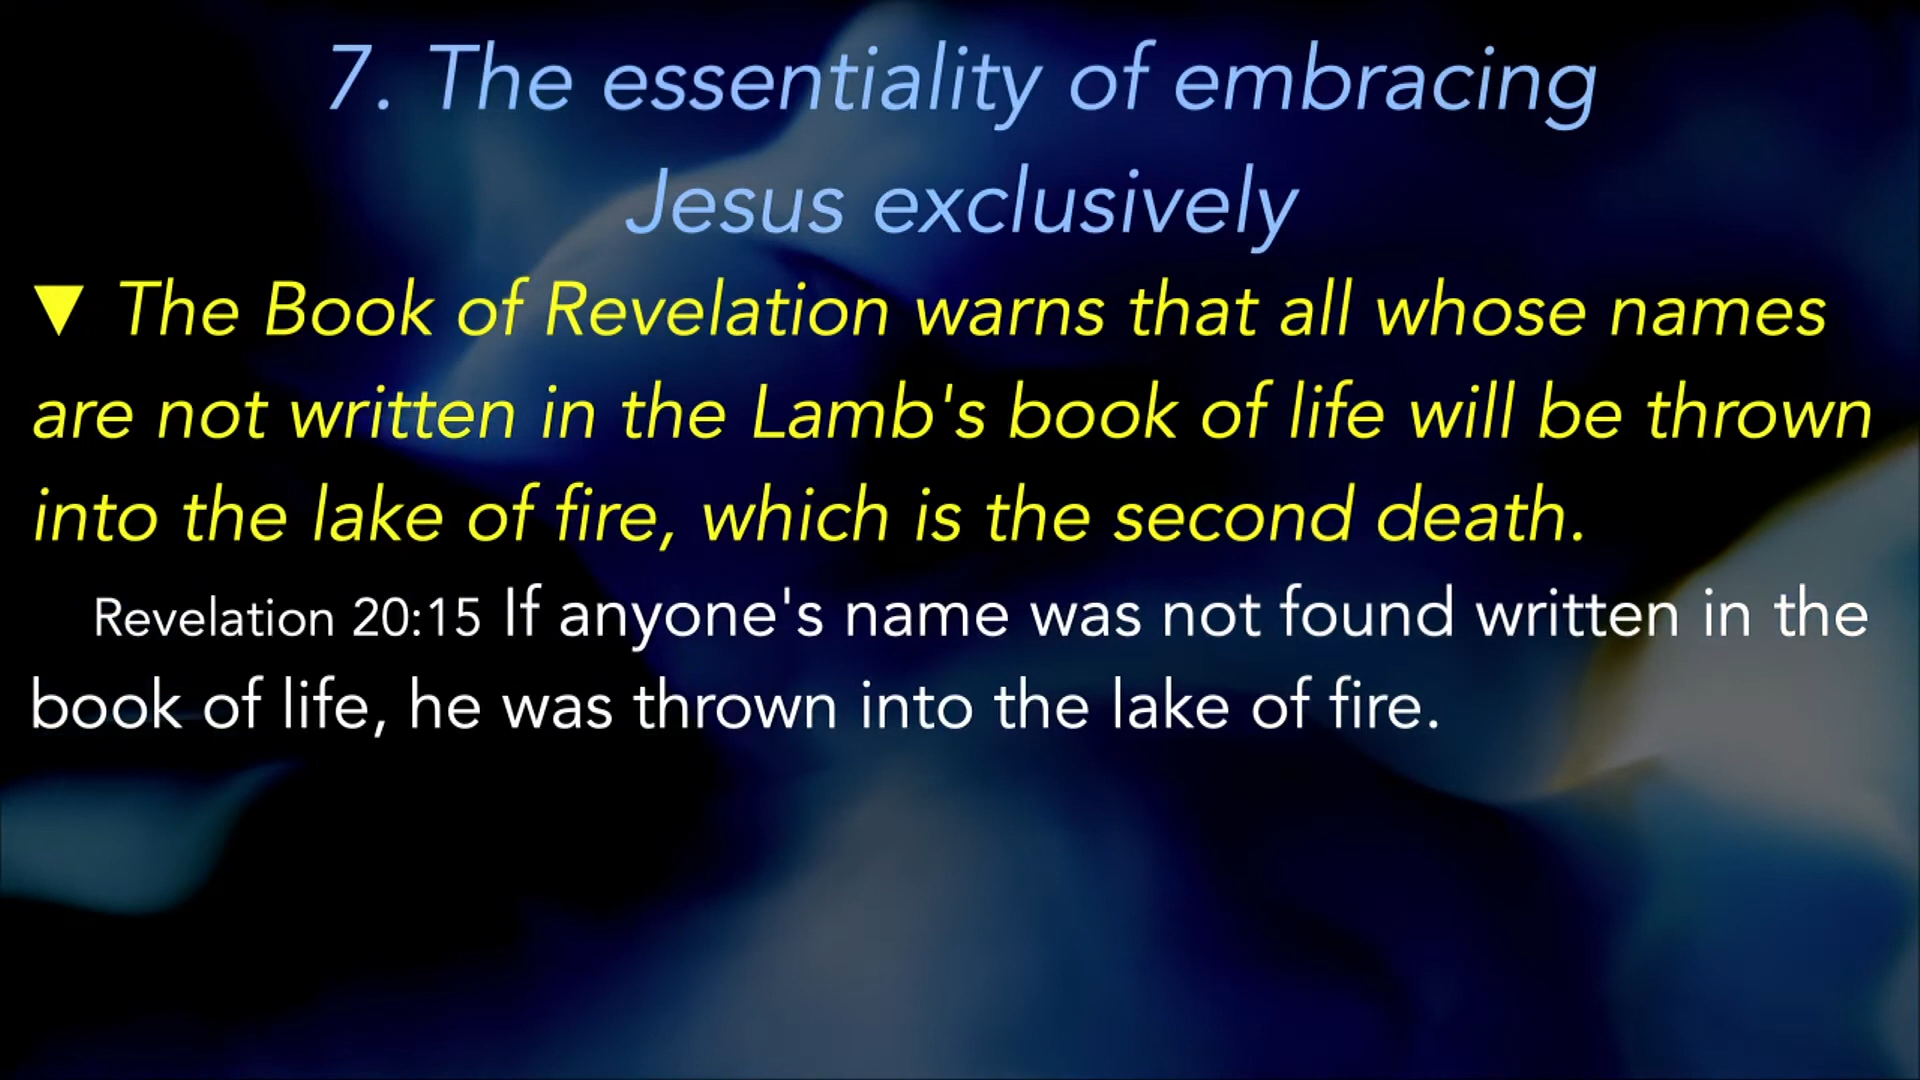 7. The essentiality of embracing
Jesus exclusively
▼ The Book of Revelation warns that all whose names
are not written in the Lamb's book of life will be thrown
into the lake of fire, which is the second death.
Revelation 20:15 If anyone's name was not found written in the
book of life, he was thrown into the lake of fire.